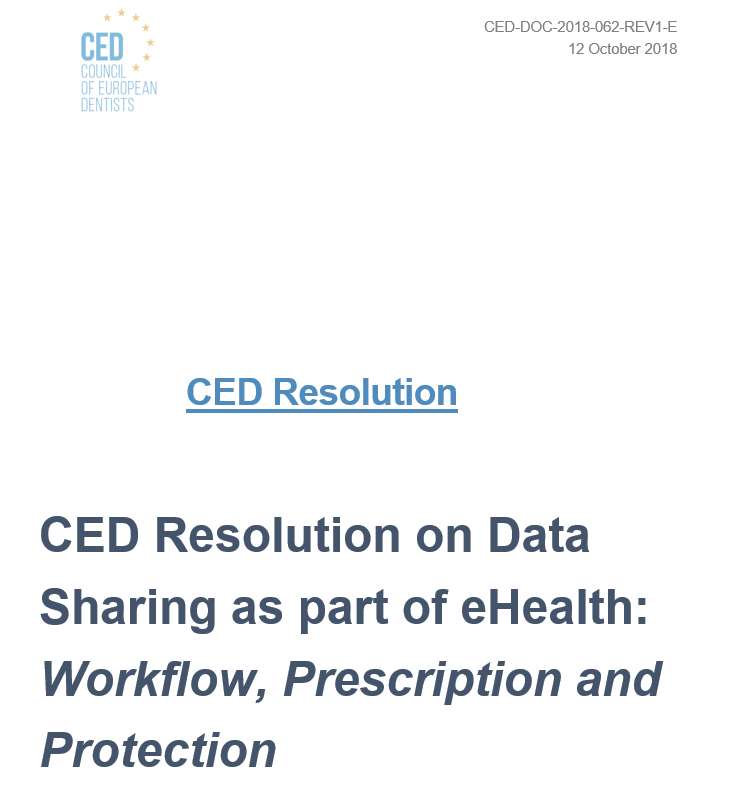 CED
COUNCIL
OF EUROPEAN
DENTISTS
CED-DOC-2018-062-REV1-E
12 October 2018
CED Resolution
CED Resolution on Data
Sharing as part of eHealth:
Workflow, Prescription and
Protection